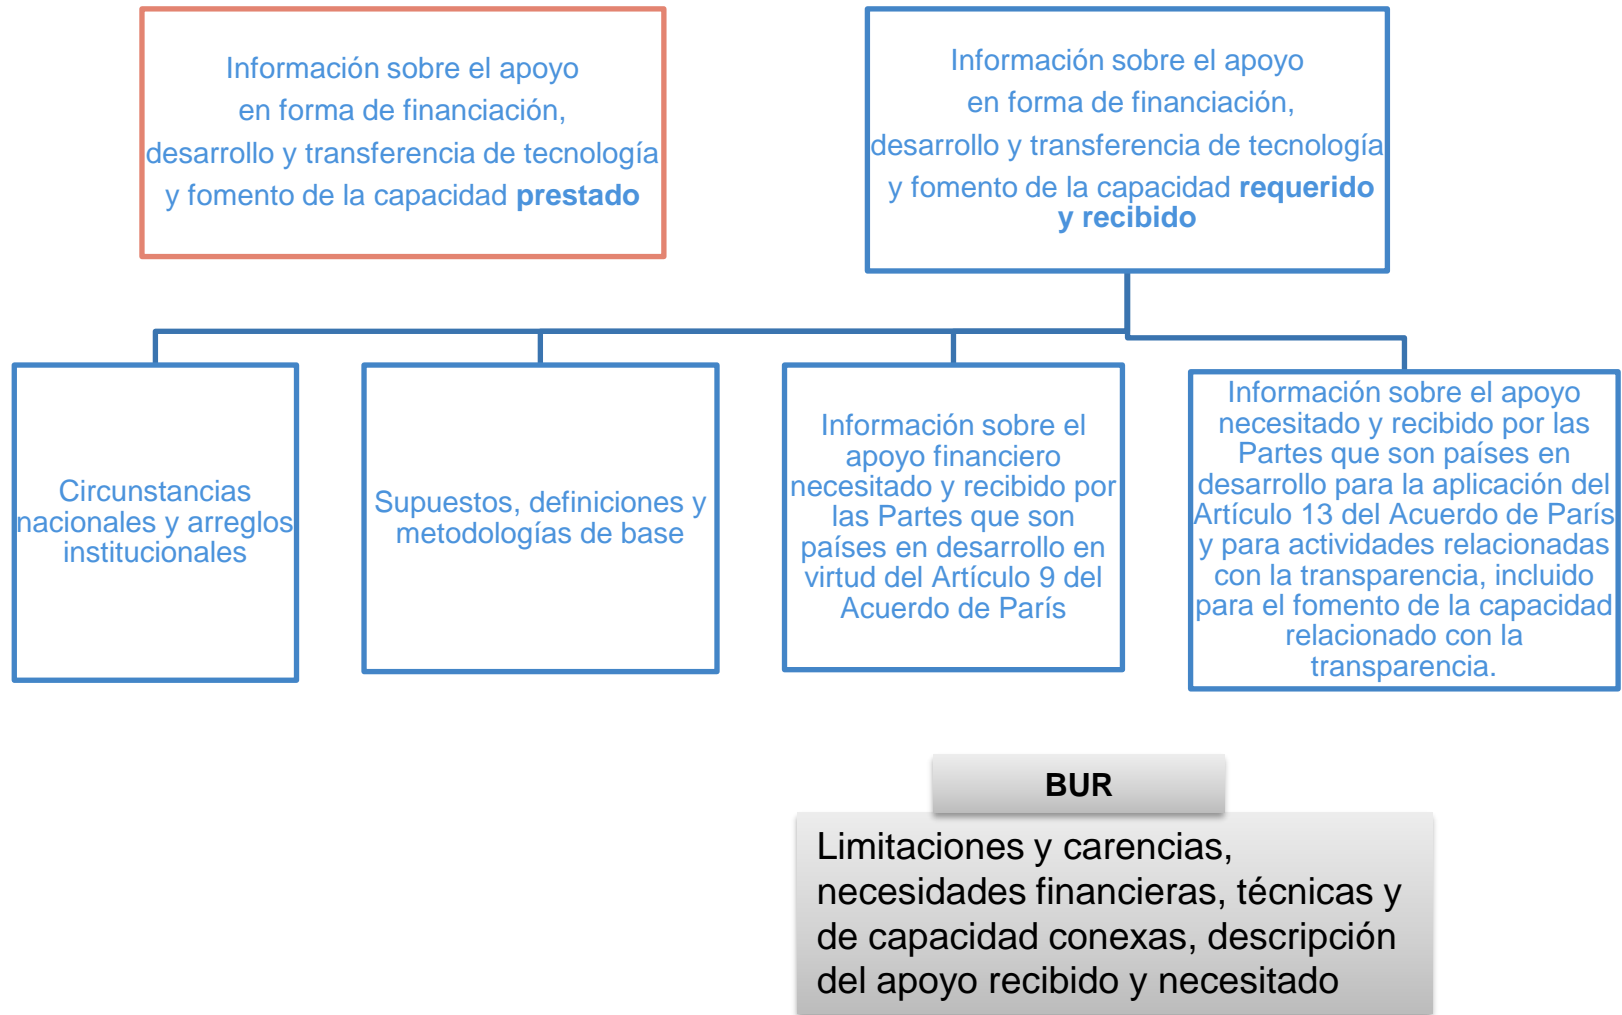 Información sobre el apoyo
en forma de financiación,
desarrollo y transferencia de tecnología
y fomento de la capacidad prestado
Información sobre el apoyo
en forma de financiación,
desarrollo y transferencia de tecnología
y fomento de la capacidad requerido
y recibido
Circunstancias
nacionales y arreglos
institucionales
Supuestos, definiciones y
metodologías de base
Información sobre el
apoyo financiero
necesitado y recibido por
las Partes que son
países en desarrollo en
virtud del Artículo 9 del
Acuerdo de París
Información sobre el apoyo
necesitado y recibido por las
Partes que son países en
desarrollo para la aplicación del
Artículo 13 del Acuerdo de París
y para actividades relacionadas
con la transparencia, incluido
para el fomento de la capacidad
relacionado con la
transparencia.
BUR
Limitaciones y carencias,
necesidades financieras, técnicas y
de capacidad conexas, descripción
del apoyo recibido y necesitado